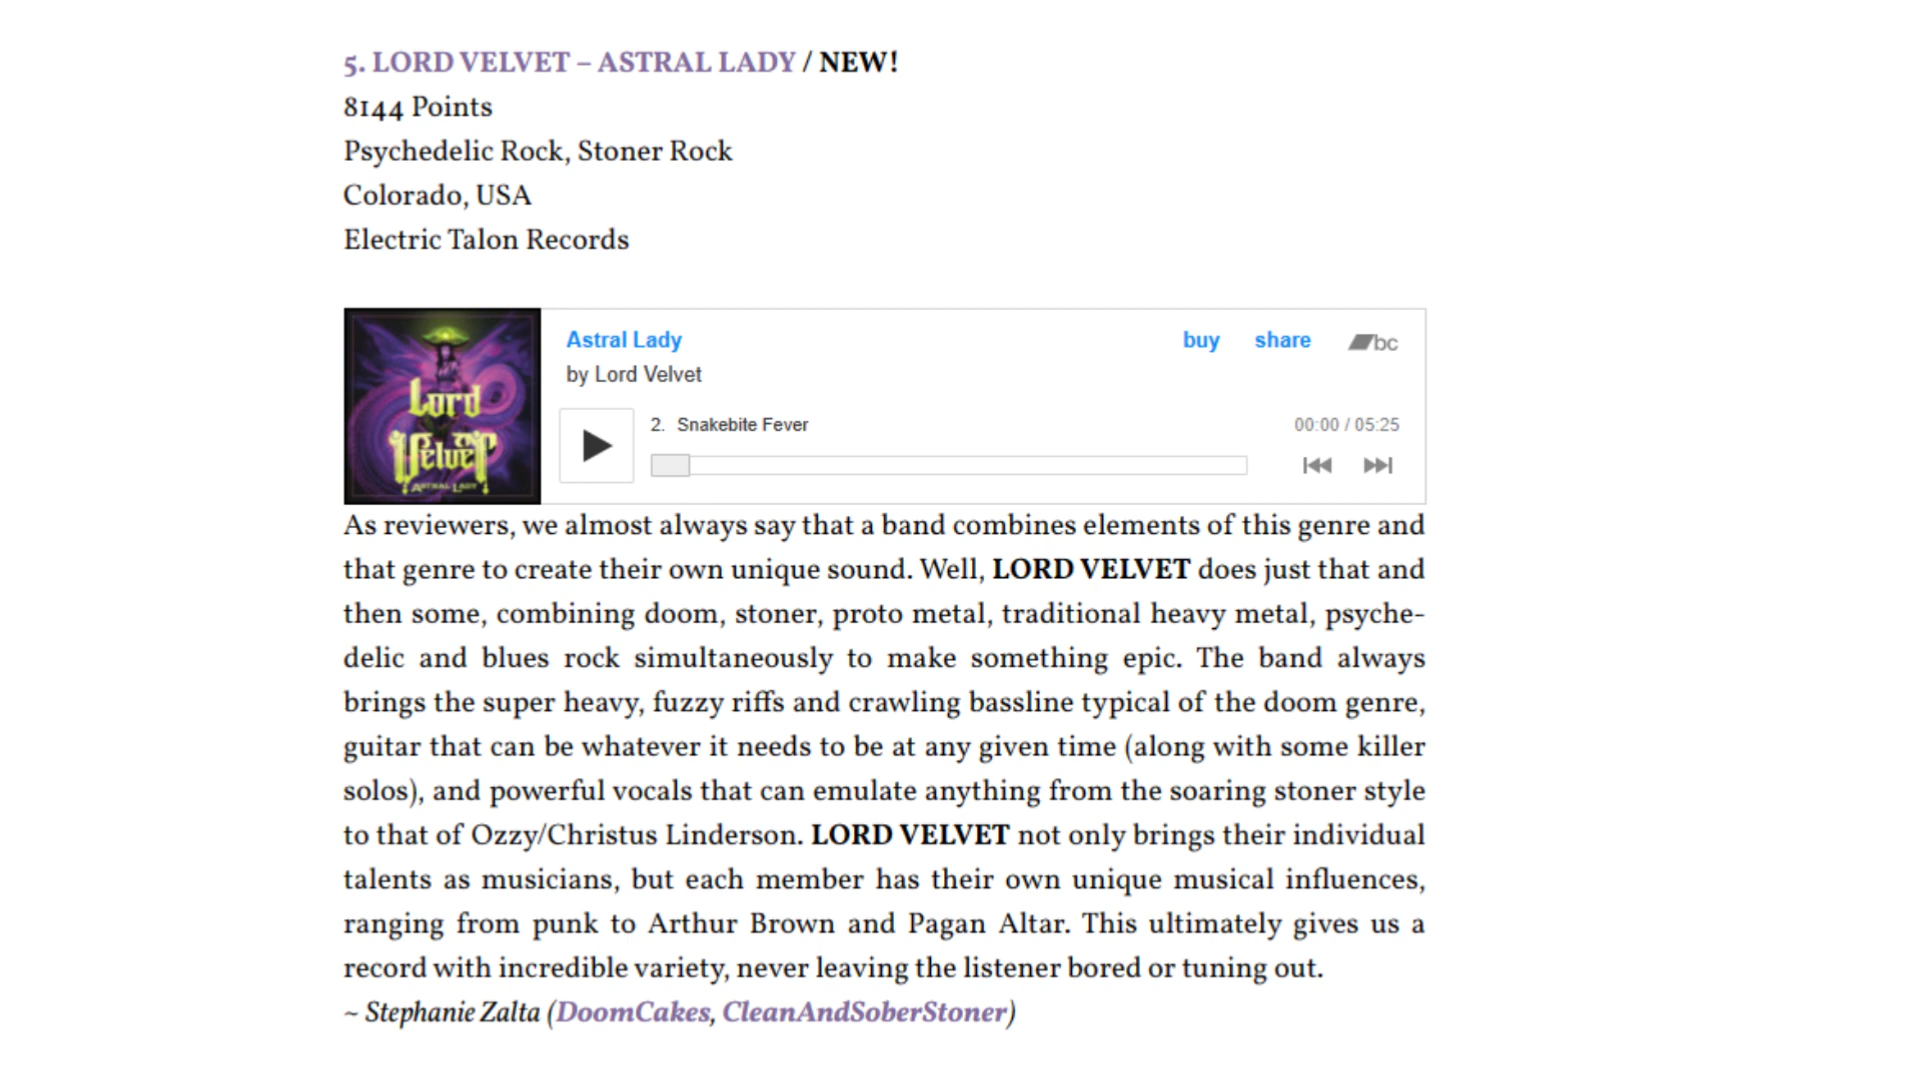 5. LORD VELVET – ASTRAL LADY / NEW!
8144 Points
Psychedelic Rock, Stoner Rock
Colorado, USA
Electric Talon Records
Lord
Velvet
ASTRAL LADY
Astral Lady
buy share bc
by Lord Velvet
2. Snakebite Fever
00:00 / 05:25
As reviewers, we almost always say that a band combines elements of this genre and
that genre to create their own unique sound. Well, LORD VELVET does just that and
then some, combining doom, stoner, proto metal, traditional heavy metal, psyche-
delic and blues rock simultaneously to make something epic. The band always
brings the super heavy, fuzzy riffs and crawling bassline typical of the doom genre,
guitar that can be whatever it needs to be at any given time (along with some killer
solos), and powerful vocals that can emulate anything from the soaring stoner style
to that of Ozzy/Christus Linderson. LORD VELVET not only brings their individual
talents as musicians, but each member has their own unique musical influences,
ranging from punk to Arthur Brown and Pagan Altar. This ultimately gives us a
record with incredible variety, never leaving the listener bored or tuning out.
~ Stephanie Zalta (DoomCakes, CleanAndSoberStoner)